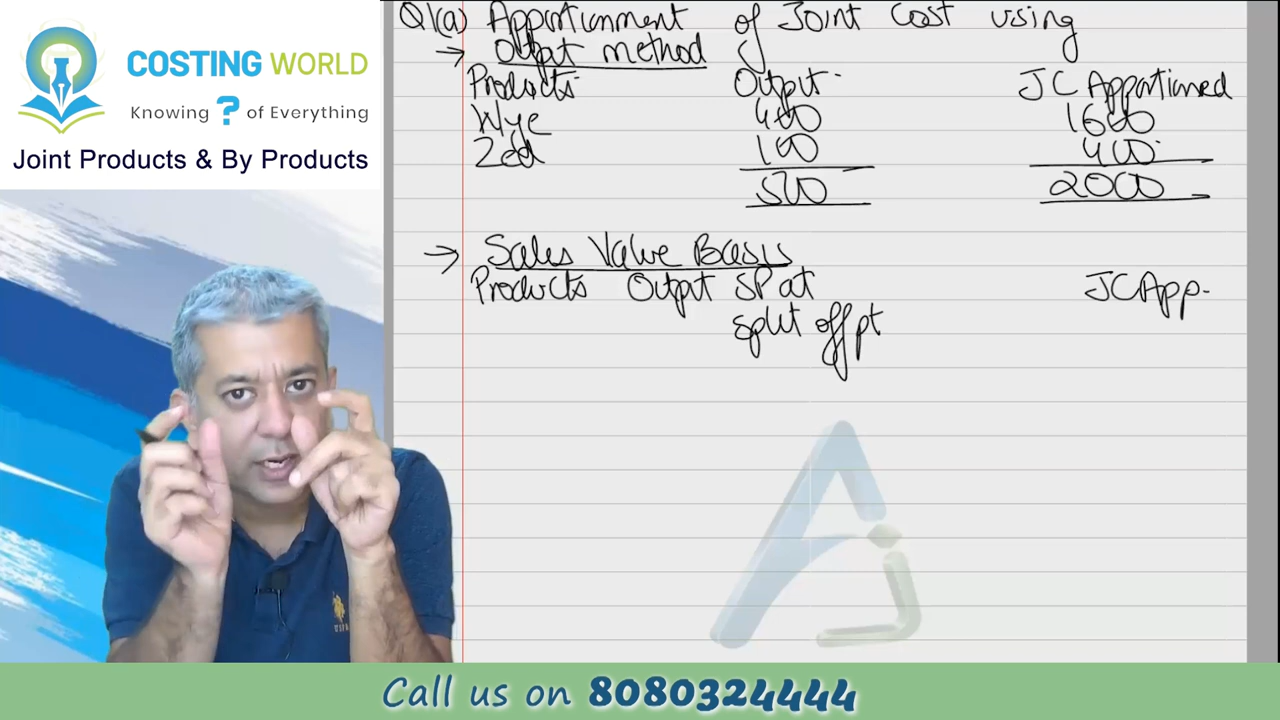 COSTING WORLD
Knowing ? of Everything
Joint Products & By Products
Q1(a) Apportionment of Joint Cost using
→ Output method
Products Output JC Apportioned
Wye 400 1600
Zed 100 400
500 2000
→ Sales Value Basis
Products Output SP at JCApp.
split off pt
Call us on 8080324444